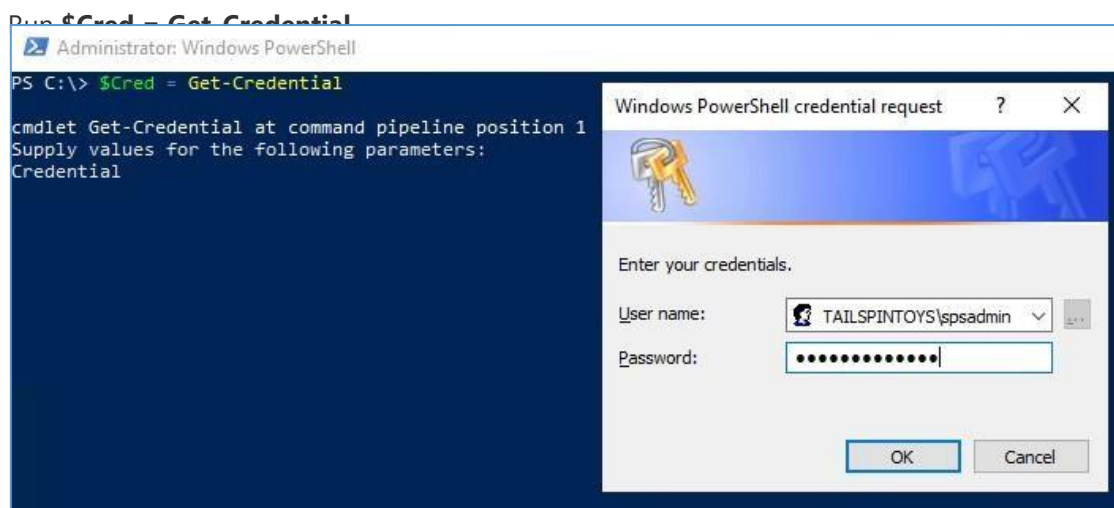 Run $Cred = Get-Credential
Administrator: Windows PowerShell
PS C:\> $Cred = Get-Credential
cmdlet Get-Credential at command pipeline position 1
Supply values for the following parameters:
Credential
Windows PowerShell credential request
Enter your credentials.
User name:
TAILSPINTOYS\spsadmin
...
Password:
●●●●●●●●●●●●●
OK
Cancel